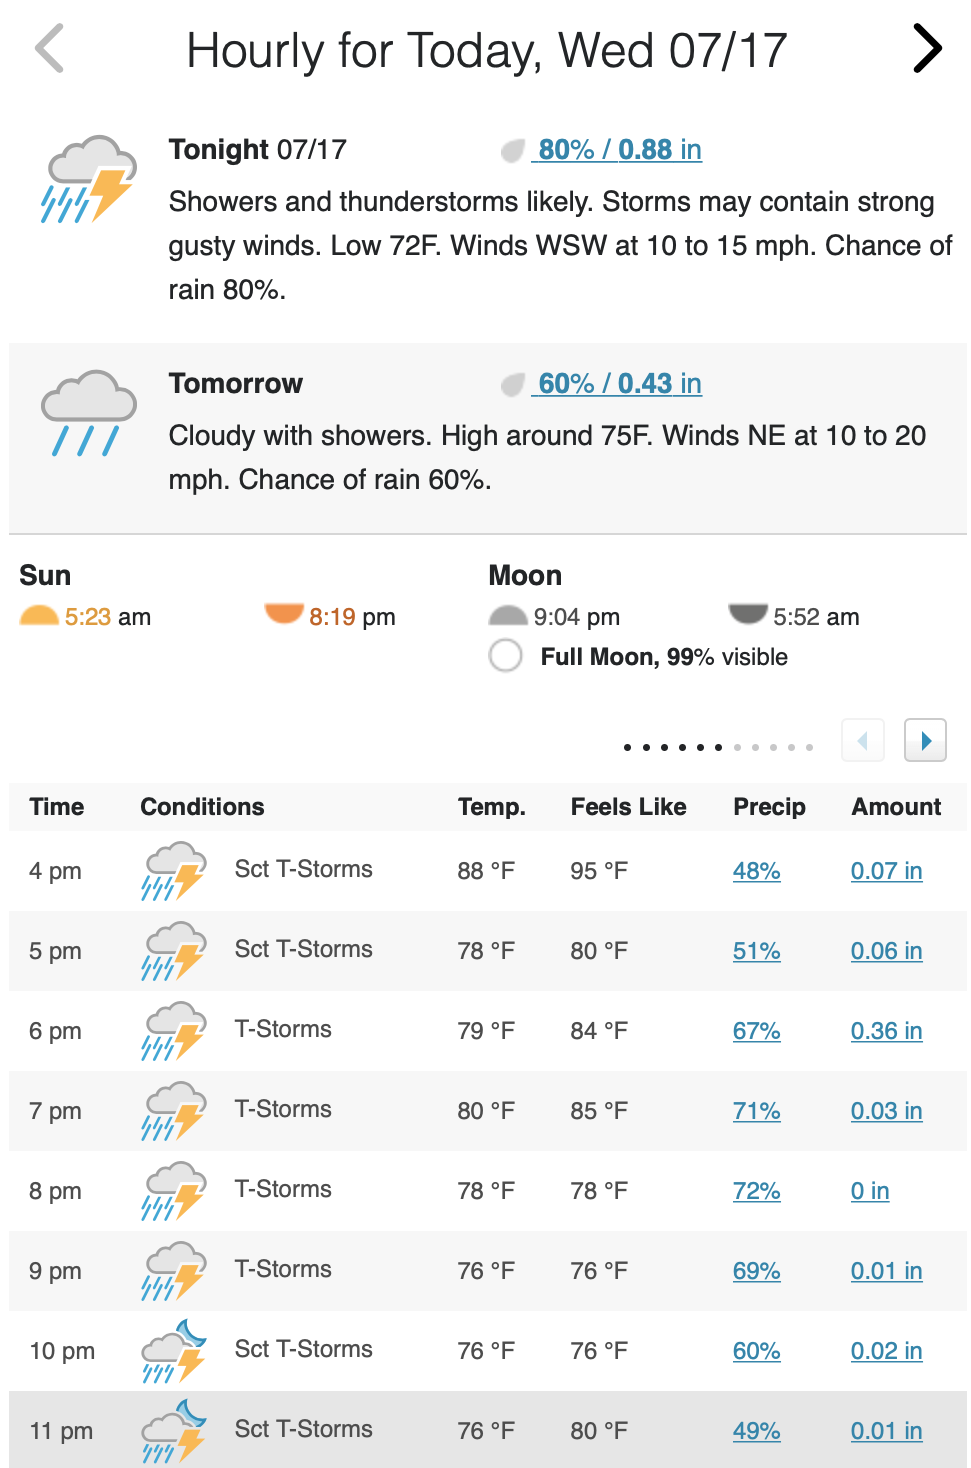 Hourly for Today, Wed 07/17
Tonight 07/17 80% / 0.88 in
Showers and thunderstorms likely. Storms may contain strong
gusty winds. Low 72F. Winds WSW at 10 to 15 mph. Chance of
rain 80%.
Tomorrow 60% / 0.43 in
Cloudy with showers. High around 75F. Winds NE at 10 to 20
mph. Chance of rain 60%.
Sun Moon
5:23 am 8:19 pm 9:04 pm 5:52 am
Full Moon, 99% visible
Time Conditions Temp. Feels Like Precip Amount
4 pm Sct T-Storms 88 °F 95 °F 48% 0.07 in
5 pm Sct T-Storms 78 °F 80 °F 51% 0.06 in
6 pm T-Storms 79 °F 84 °F 67% 0.36 in
7 pm T-Storms 80 °F 85 °F 71% 0.03 in
8 pm T-Storms 78 °F 78 °F 72% 0 in
9 pm T-Storms 76 °F 76 °F 69% 0.01 in
10 pm Sct T-Storms 76 °F 76 °F 60% 0.02 in
11 pm Sct T-Storms 76 °F 80 °F 49% 0.01 in